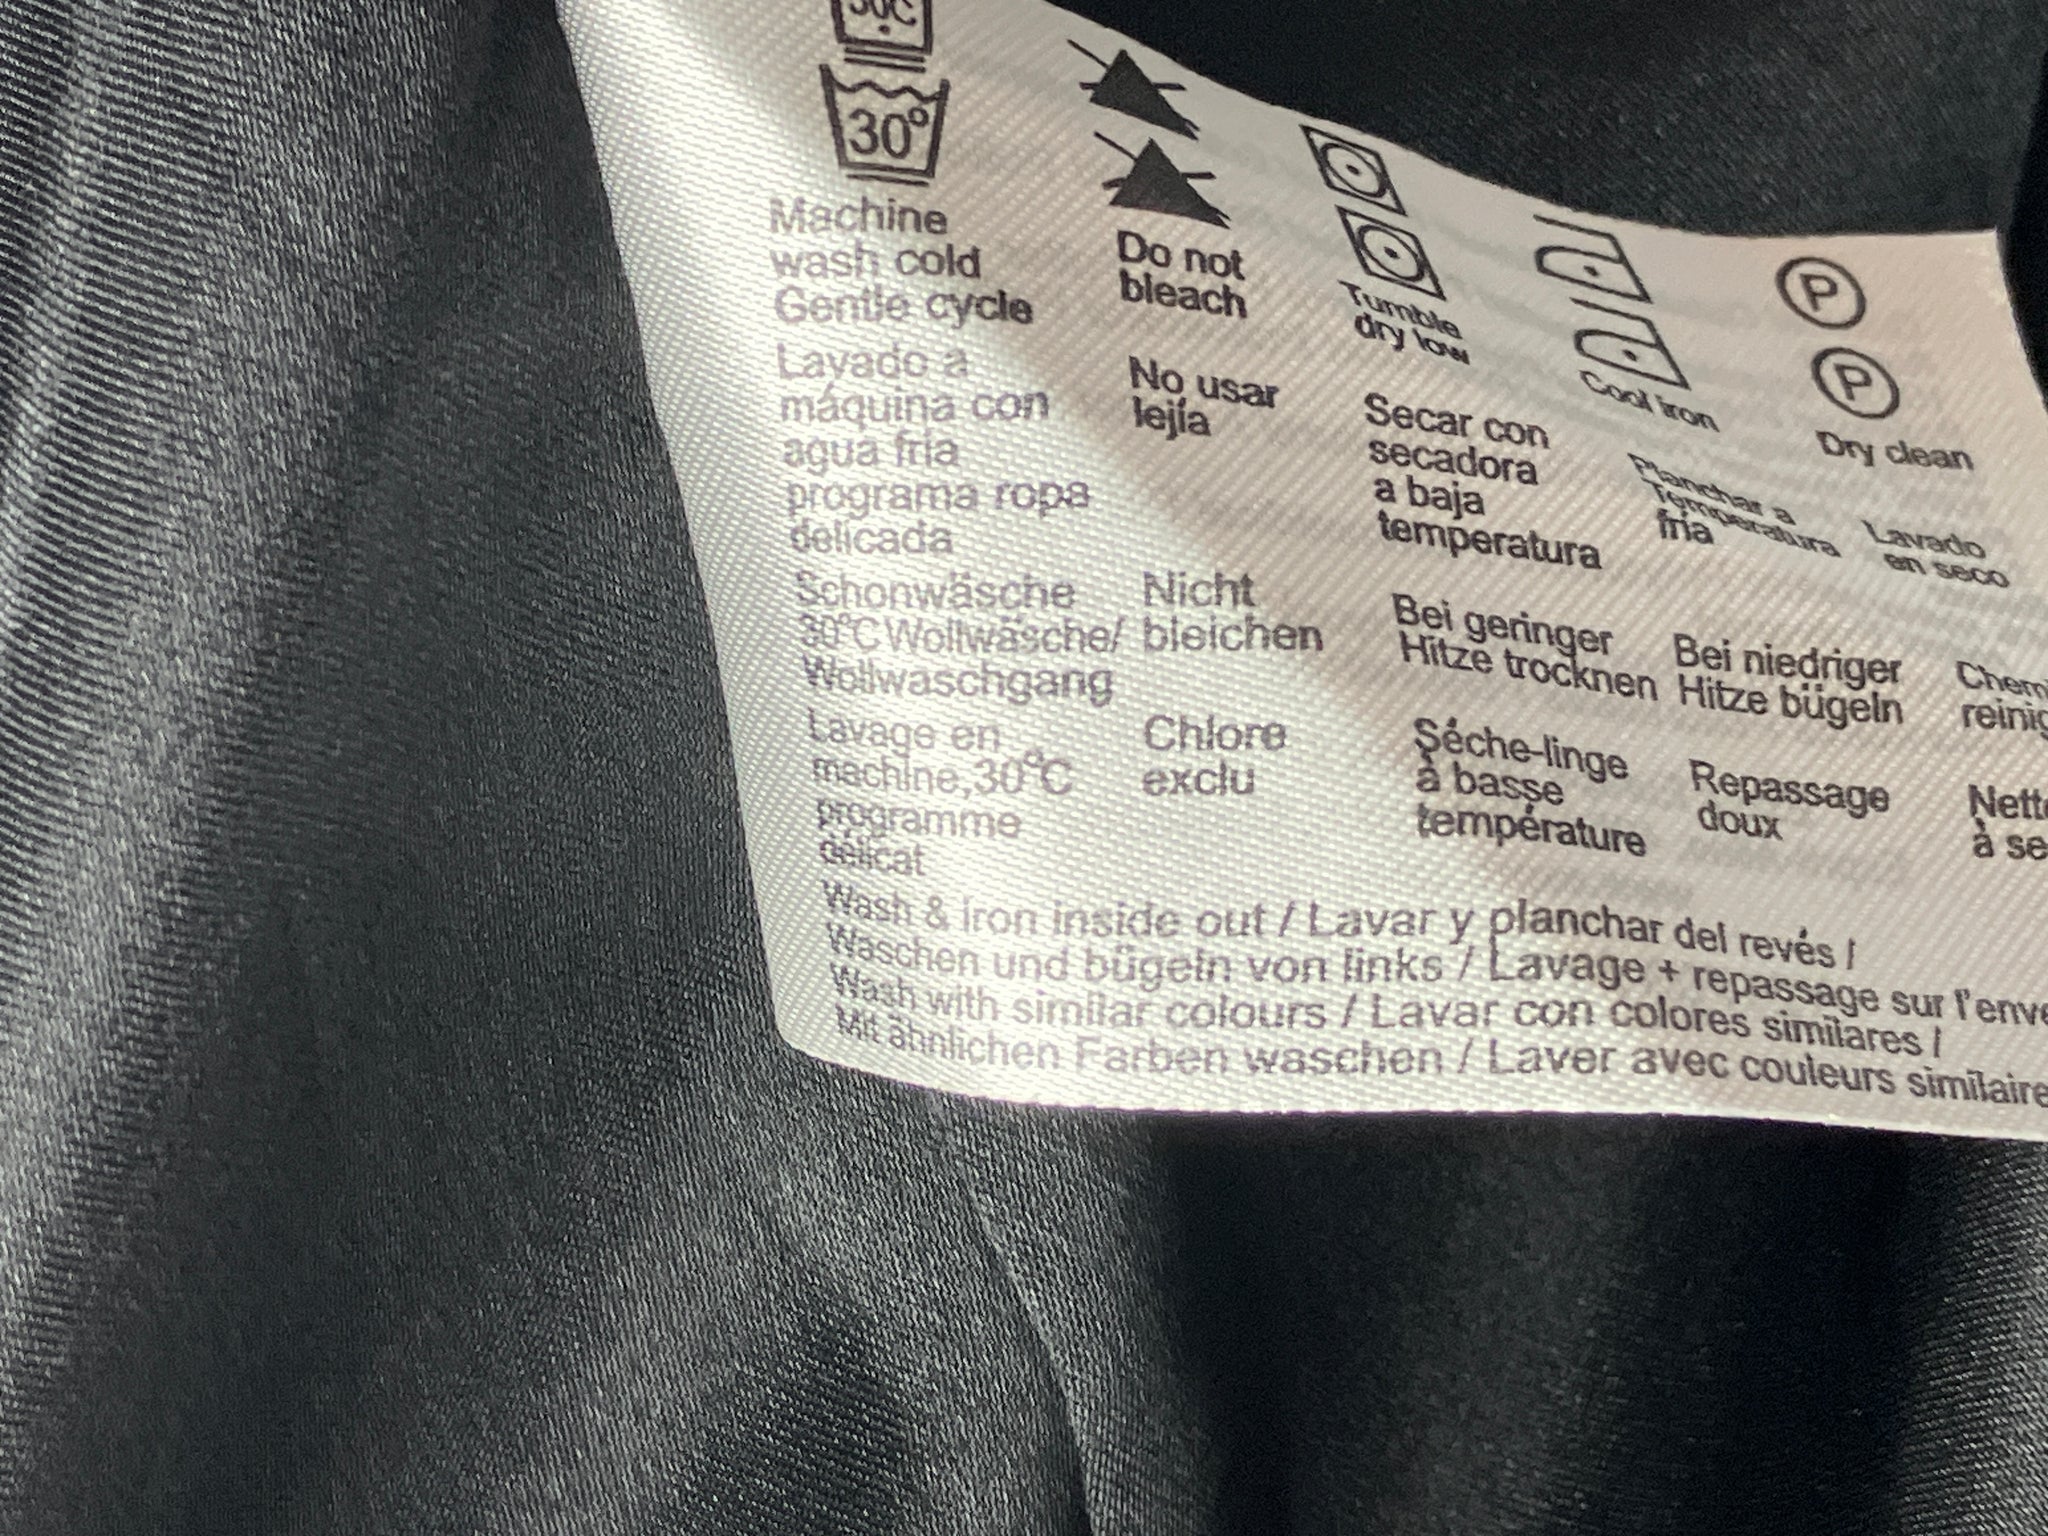 30C
30°
P
P
Machine
wash cold
Gentle cycle
Do not
bleach
Tumble
dry low
Cool iron
Dry clean
Lavado a
máquina con
agua fría
programa ropa
delicada
No usar
lejía
Secar con
secadora
a baja
temperatura
Planchar a
Temperatura
fría
Lavado
en seco
Schonwäsche
30°C Wollwäsche/
Wollwaschgang
Nicht
bleichen
Bei geringer
Hitze trocknen
Bei niedriger
Hitze bügeln
Lavage en
machine,30°C
programme
délicat
Chlore
exclu
Séche-linge
à basse
température
Repassage
doux
à
Wash & iron inside out / Lavar y planchar del revés /
Waschen und bügeln von links / Lavage + repassage sur
Wash with similar colours / Lavar con colores similares /
Mit ähnlichen Farben waschen / Laver avec couleurs